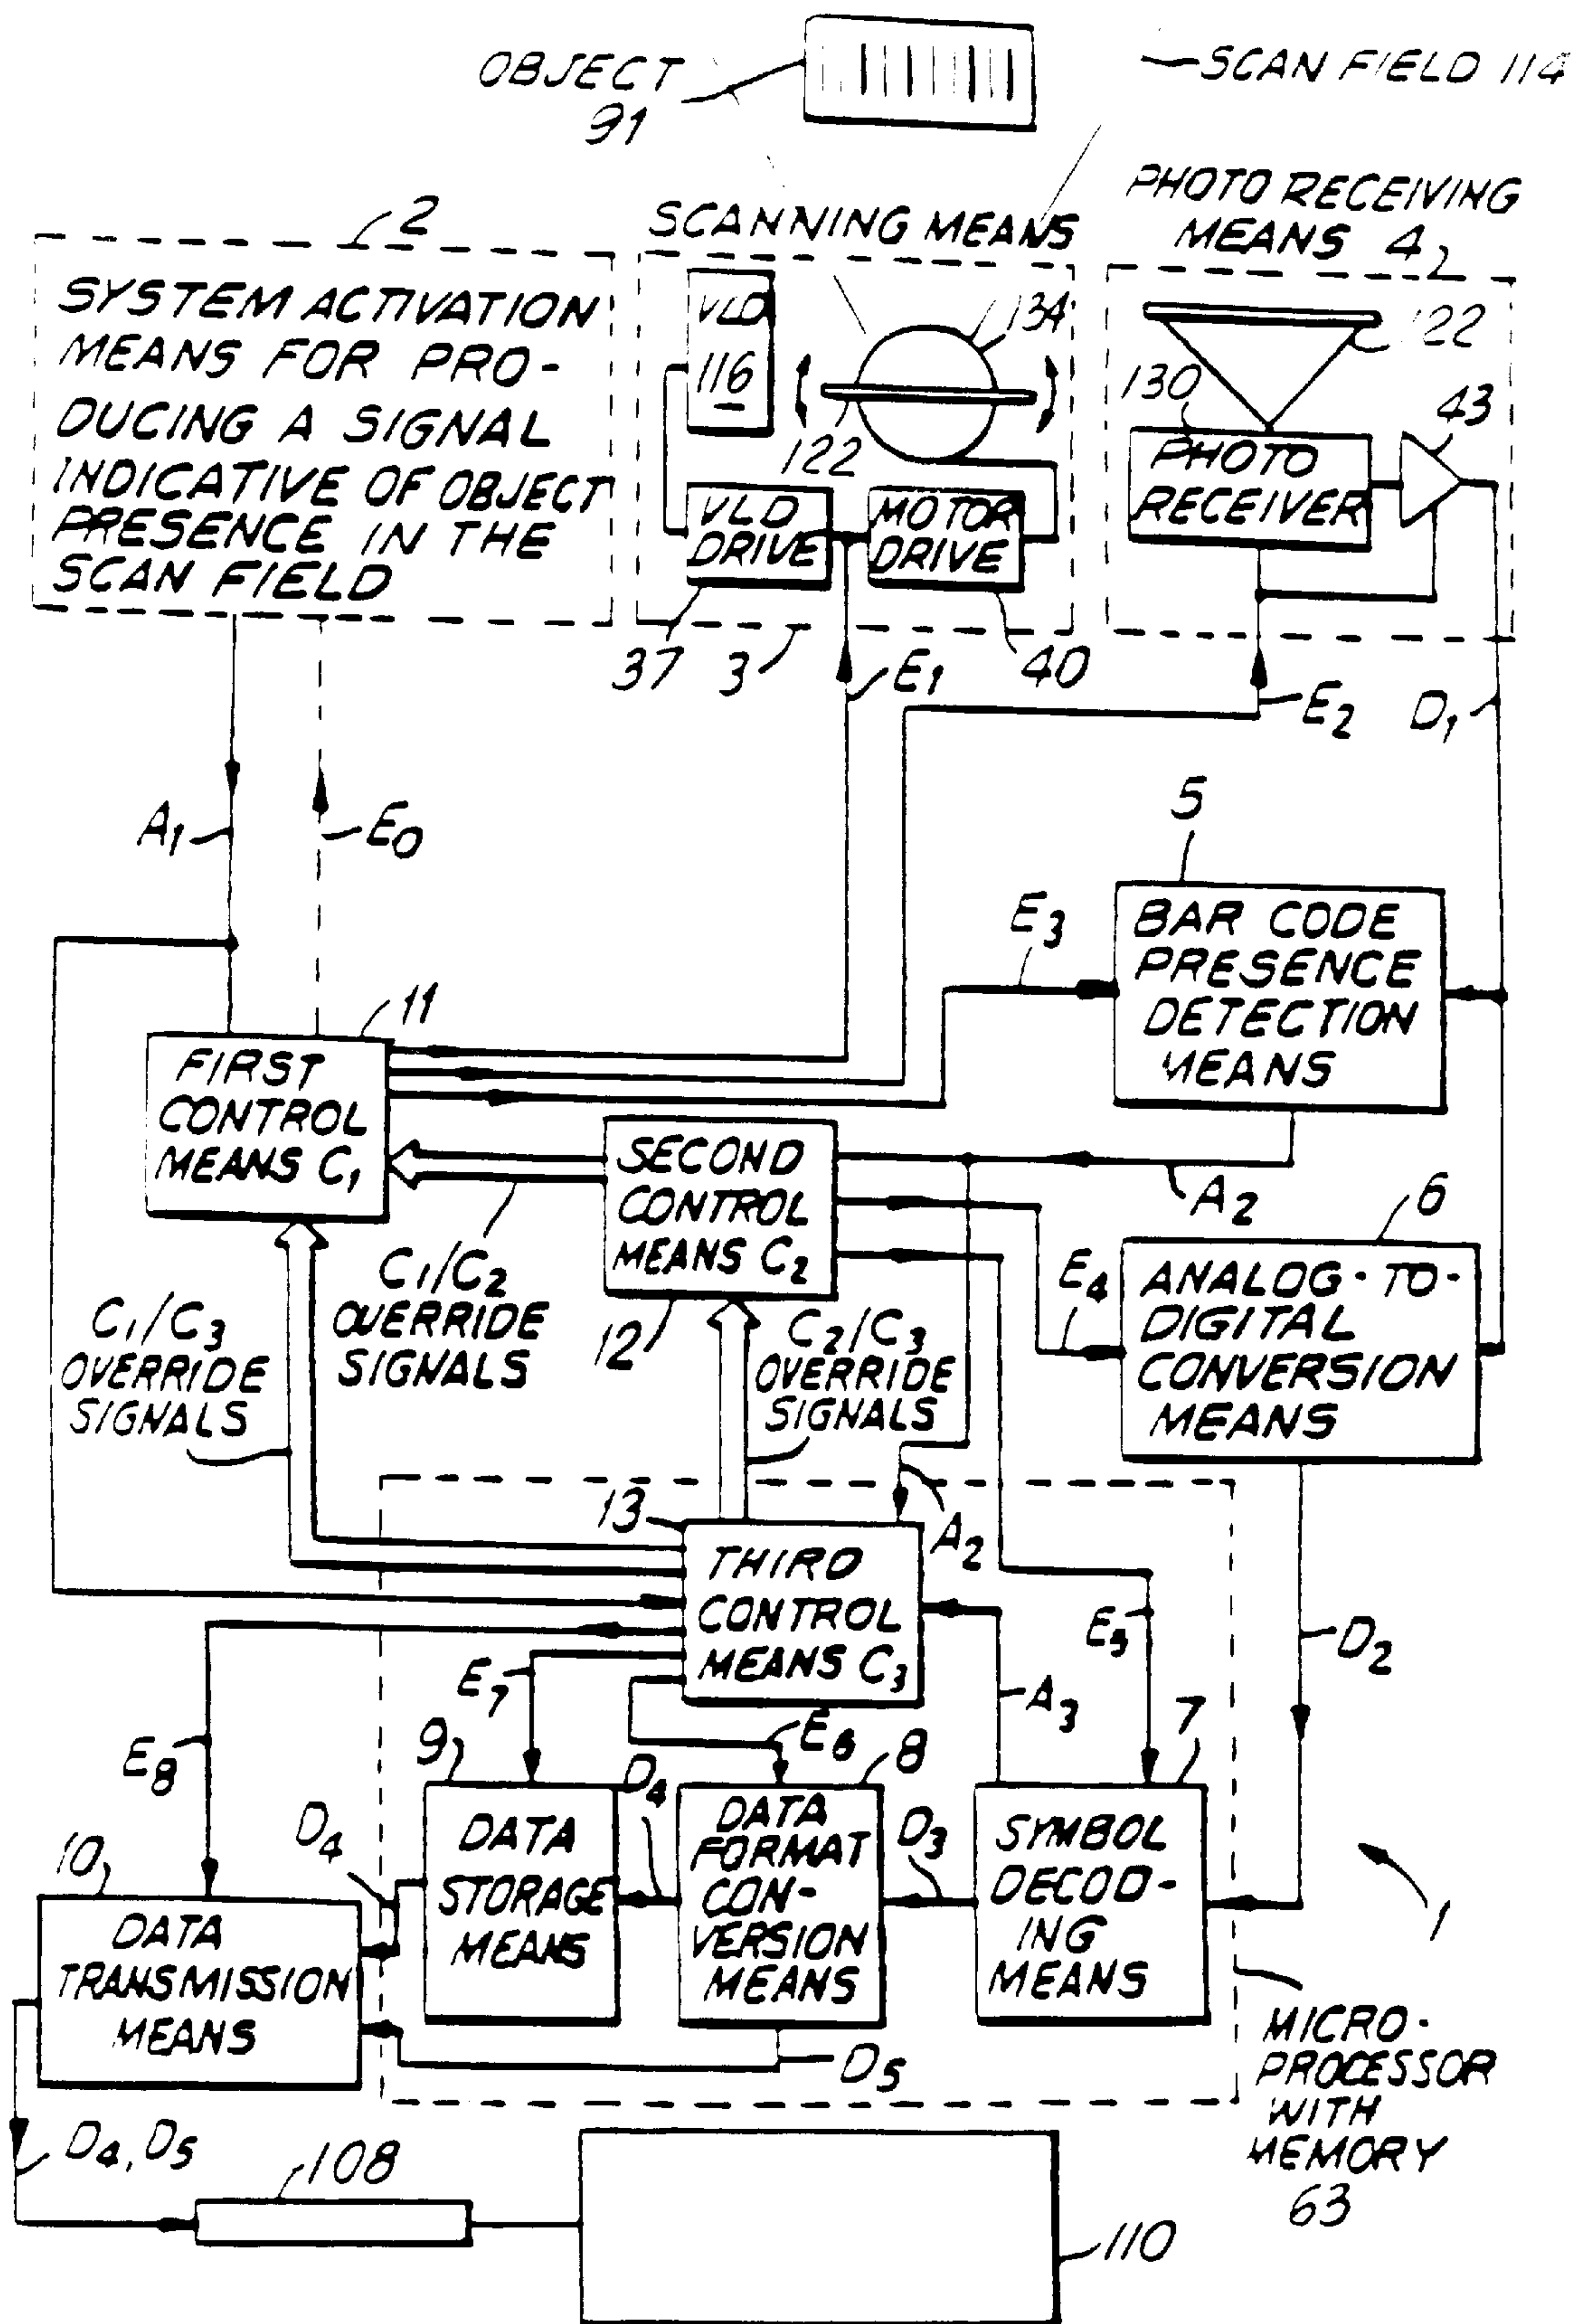 OBJECT
91
SCAN FIELD 114
2
SCANNING MEANS
PHOTO RECEIVING
MEANS 4
SYSTEM ACTIVATION
MEANS FOR PRO-
DUCING A SIGNAL
INDICATIVE OF OBJECT
PRESENCE IN THE
SCAN FIELD
VLD
116
134
122
VLD
DRIVE
MOTOR
DRIVE
37
3
40
122
130
43
PHOTO
RECEIVER
E1
E2
D1
A1
E0
5
E3
BAR CODE
PRESENCE
DETECTION
MEANS
11
FIRST
CONTROL
MEANS C1
SECOND
CONTROL
MEANS C2
12
A2
6
E4
ANALOG-TO-
DIGITAL
CONVERSION
MEANS
C1/C3
OVERRIDE
SIGNALS
C1/C2
OVERRIDE
SIGNALS
C2/C3
OVERRIDE
SIGNALS
13
A2
THIRD
CONTROL
MEANS C3
E5
D2
E7
E6
A3
E8
9
8
7
D4
D4
D3
DATA
STORAGE
MEANS
DATA
FORMAT
CON-
VERSION
MEANS
SYMBOL
DECOD-
ING
MEANS
10
DATA
TRANSMISSION
MEANS
D5
1
MICRO-
PROCESSOR
WITH
MEMORY
63
D4, D5
108
110